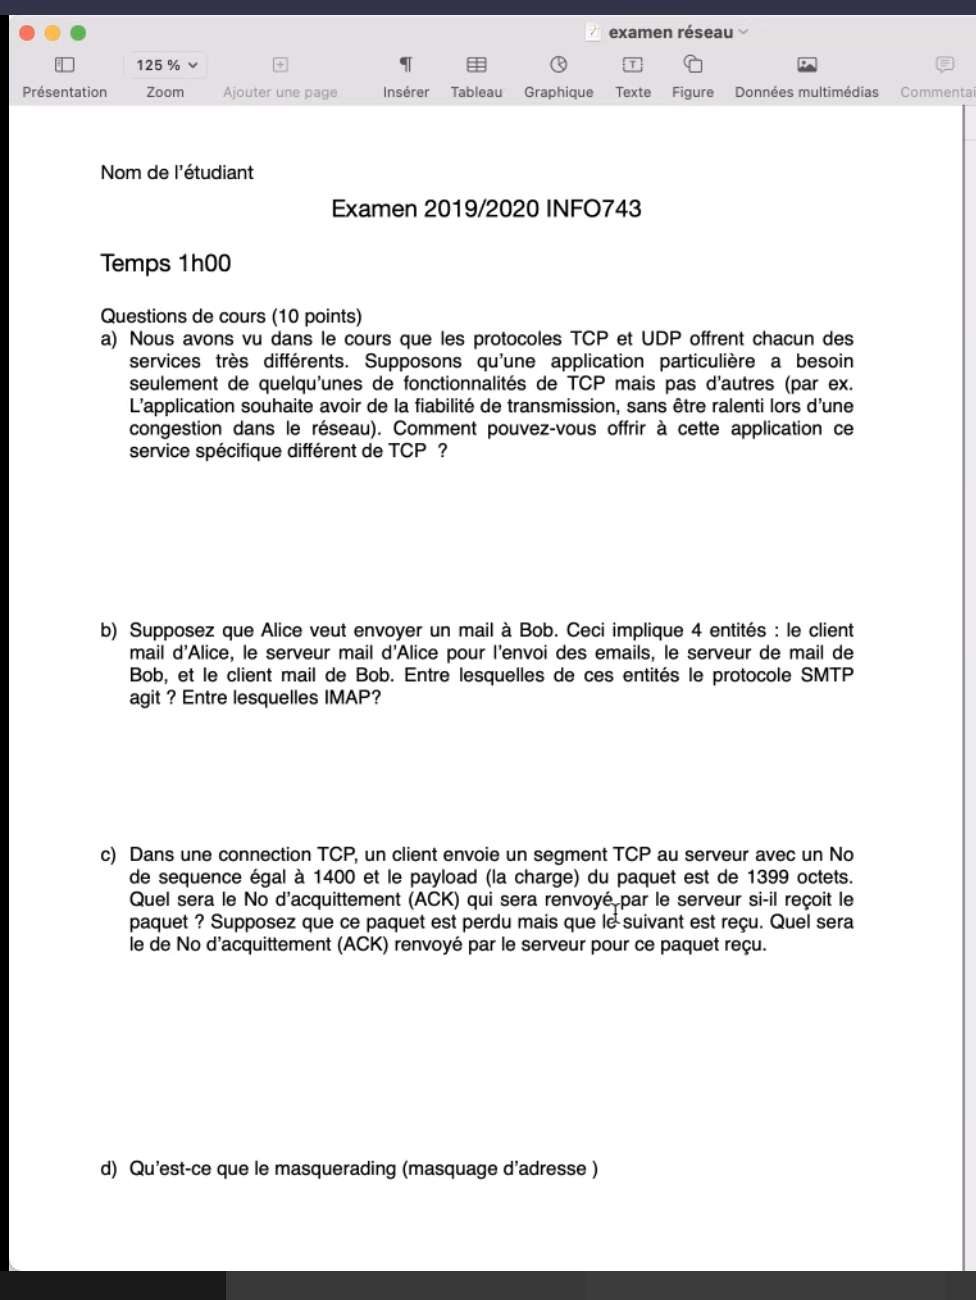 examen réseau
125 %
Présentation Zoom Ajouter une page Insérer Tableau Graphique Texte Figure Données multimédias
Nom de l'étudiant
Examen 2019/2020 INFO743
Temps 1h00
Questions de cours (10 points)
a) Nous avons vu dans le cours que les protocoles TCP et UDP offrent chacun des
services très différents. Supposons qu'une application particulière a besoin
seulement de quelqu'unes de fonctionnalités de TCP mais pas d'autres (par ex.
L'application souhaite avoir de la fiabilité de transmission, sans être ralenti lors d'une
congestion dans le réseau). Comment pouvez-vous offrir à cette application ce
service spécifique différent de TCP ?
b) Supposez que Alice veut envoyer un mail à Bob. Ceci implique 4 entités : le client
mail d'Alice, le serveur mail d'Alice pour l'envoi des emails, le serveur de mail de
Bob, et le client mail de Bob. Entre lesquelles de ces entités le protocole SMTP
agit ? Entre lesquelles IMAP?
c) Dans une connection TCP, un client envoie un segment TCP au serveur avec un No
de sequence égal à 1400 et le payload (la charge) du paquet est de 1399 octets.
Quel sera le No d'acquittement (ACK) qui sera renvoyé par le serveur si-il reçoit le
paquet ? Supposez que ce paquet est perdu mais que le suivant est reçu. Quel sera
le de No d'acquittement (ACK) renvoyé par le serveur pour ce paquet reçu.
d) Qu'est-ce que le masquerading (masquage d'adresse )